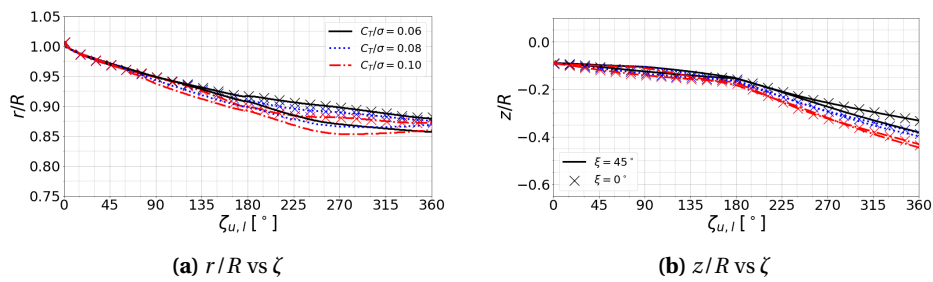 1.05
1.00
0.95
0.90
0.85
0.80
0.75
r/R
C_T/σ = 0.06
C_T/σ = 0.08
C_T/σ = 0.10
0 45 90 135 180 225 270 315 360
ζ_{u, l} [°]
(a) r/R vs ζ
0.0
−0.2
−0.4
−0.6
z/R
ξ = 45°
ξ = 0°
0 45 90 135 180 225 270 315 360
ζ_{u, l} [°]
(b) z/R vs ζ